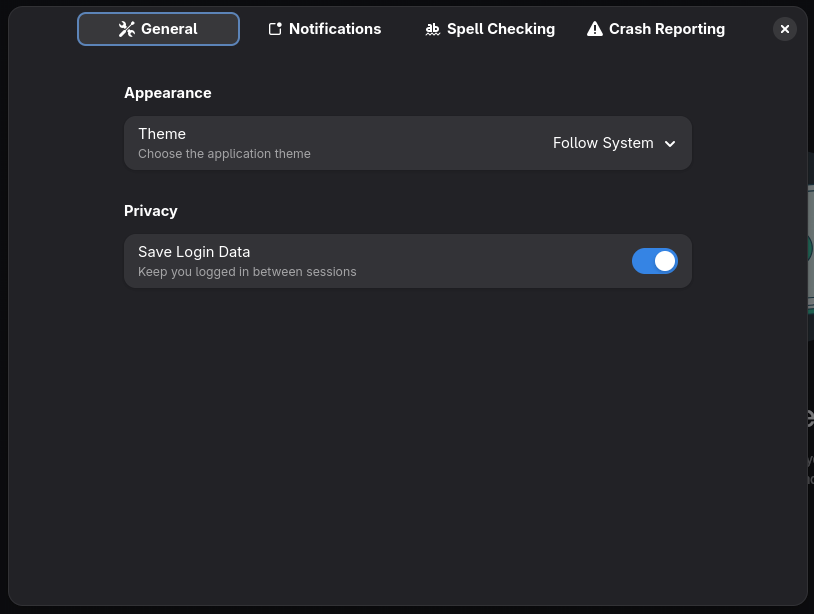 General
Notifications
Spell Checking
Crash Reporting
Appearance
Theme
Choose the application theme
Follow System
Privacy
Save Login Data
Keep you logged in between sessions